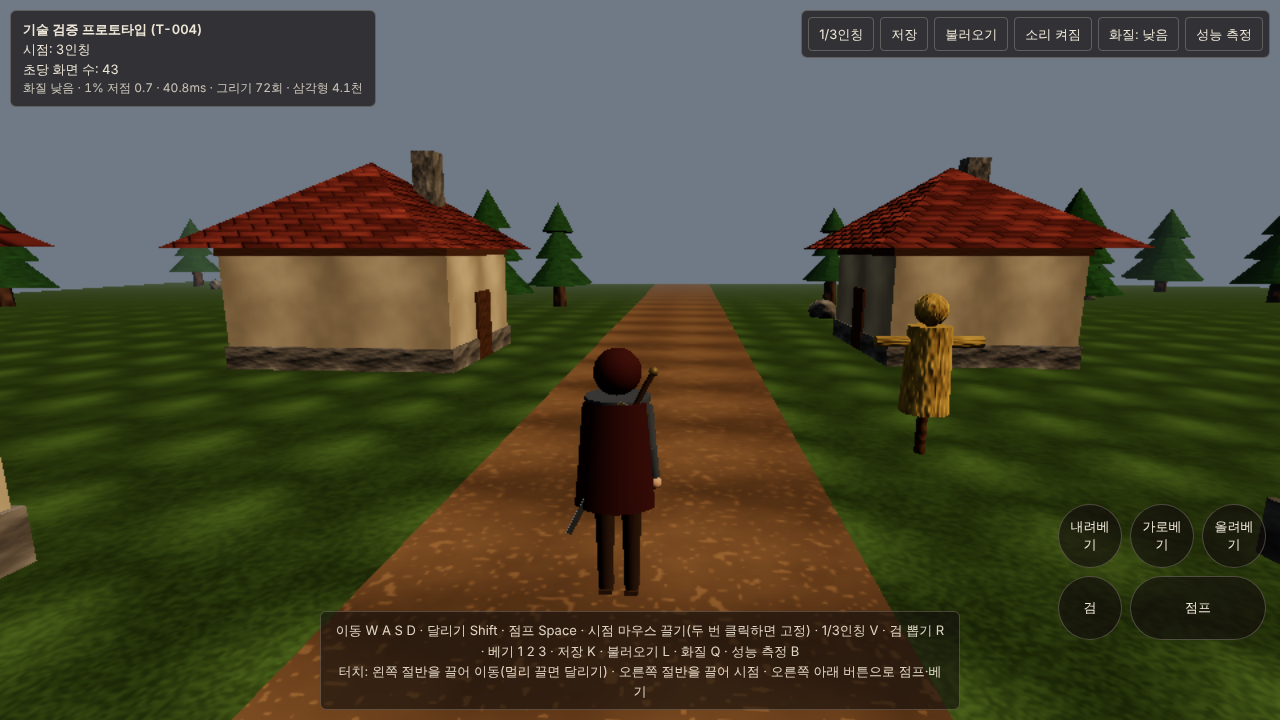 기술 검증 프로토타입 (T-004)
시점: 3인칭
초당 화면 수: 43
화질 낮음 · 1% 저점 0.7 · 40.8ms · 그리기 72회 · 삼각형 4.1천
1/3인칭
저장
불러오기
소리 켜짐
화질: 낮음
성능 측정
내려베
기
가로베
기
올려베
기
검
점프
이동 W A S D · 달리기 Shift · 점프 Space · 시점 마우스 끌기(두 번 클릭하면 고정) · 1/3인칭 V · 검 뽑기 R
· 베기 1 2 3 · 저장 K · 불러오기 L · 화질 Q · 성능 측정 B
터치: 왼쪽 절반을 끌어 이동(멀리 끌면 달리기) · 오른쪽 절반을 끌어 시점 · 오른쪽 아래 버튼으로 점프·베
기